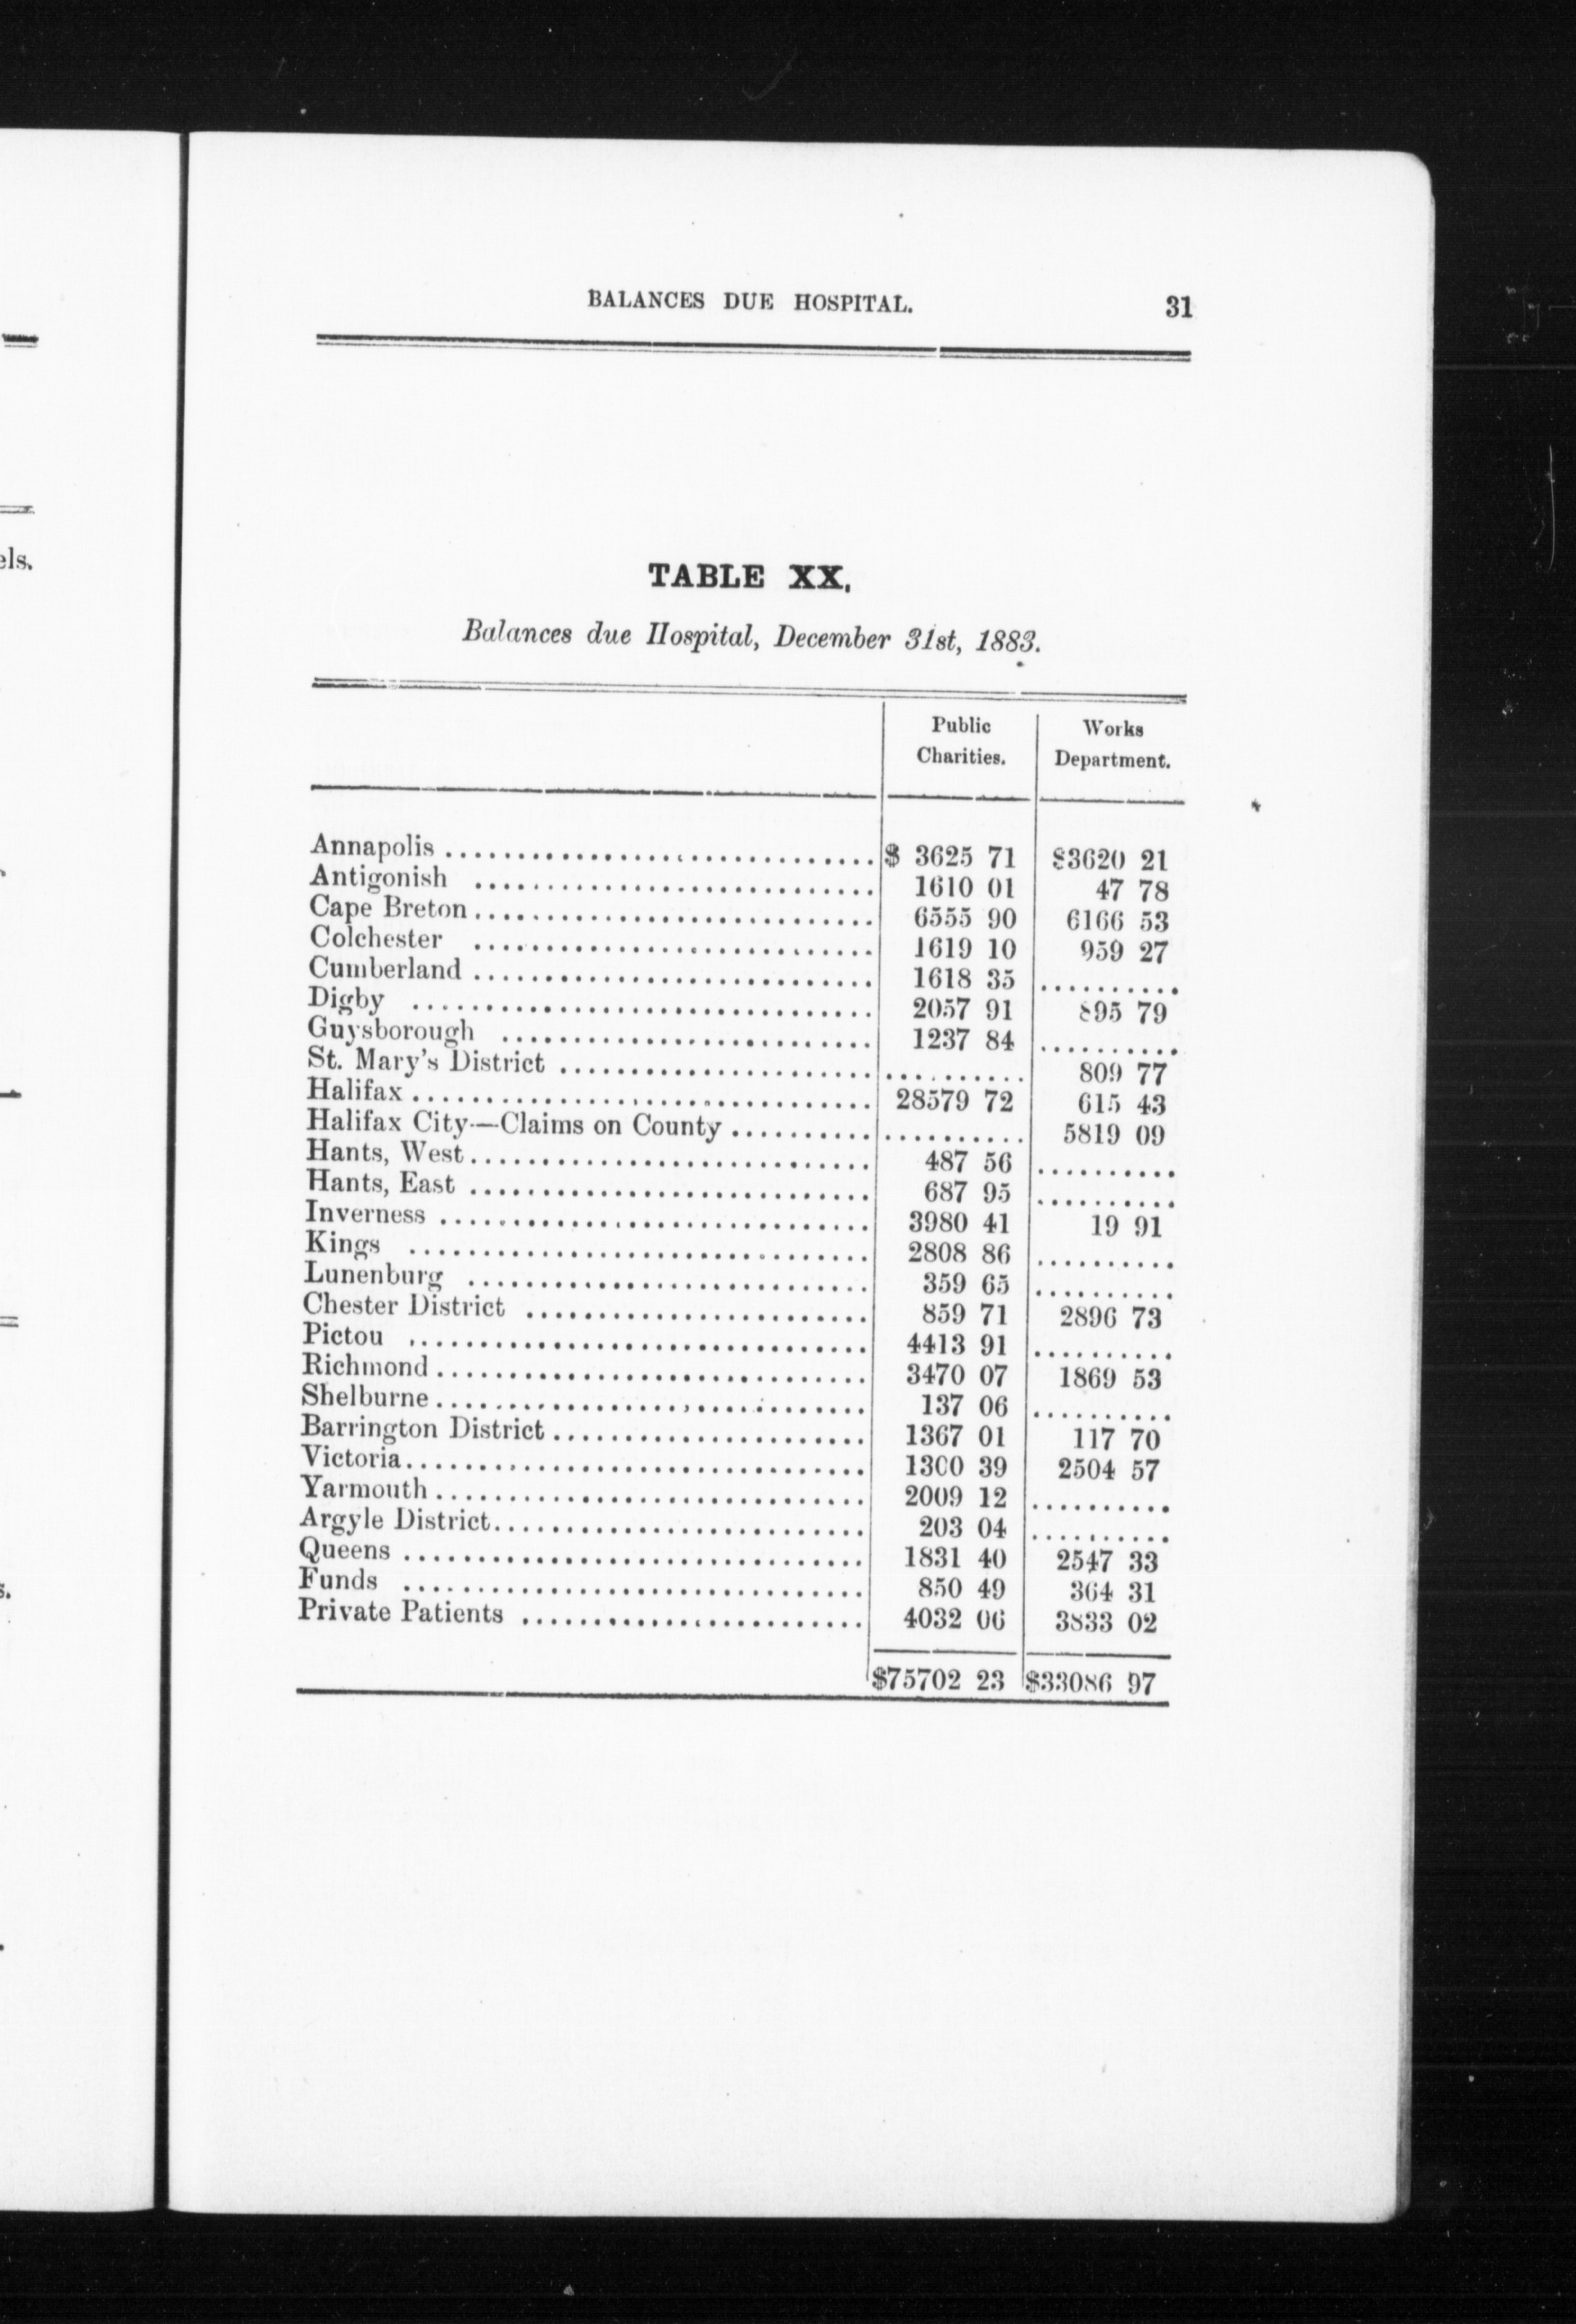 BALANCES DUE HOSPITAL. 31
els.
TABLE XX.
Balances due Hospital, December 31st, 1883.
Public Charities. Works Department.
Annapolis .............................. $ 3625 71 $3620 21
Antigonish ............................ 1610 01 47 78
Cape Breton............................ 6555 90 6166 53
Colchester ............................ 1619 10 959 27
Cumberland ............................ 1618 35 ..........
Digby ................................ 2057 91 895 79
Guysborough .......................... 1237 84 ..........
St. Mary's District ...................... .......... 809 77
Halifax ................................ 28579 72 615 43
Halifax City—Claims on County .......... .......... 5819 09
Hants, West............................ 487 56 ..........
Hants, East ............................ 687 95 ..........
Inverness .............................. 3980 41 19 91
Kings ................................ 2808 86 ..........
Lunenburg ............................ 359 65 ..........
Chester District ........................ 859 71 2896 73
Pictou ................................ 4413 91 ..........
Richmond .............................. 3470 07 1869 53
Shelburne.............................. 137 06 ..........
Barrington District ...................... 1367 01 117 70
Victoria................................ 1300 39 2504 57
Yarmouth .............................. 2009 12 ..........
Argyle District.......................... 203 04 ..........
Queens ................................ 1831 40 2547 33
Funds ................................ 850 49 364 31
Private Patients ........................ 4032 06 3833 02
$75702 23 $33086 97